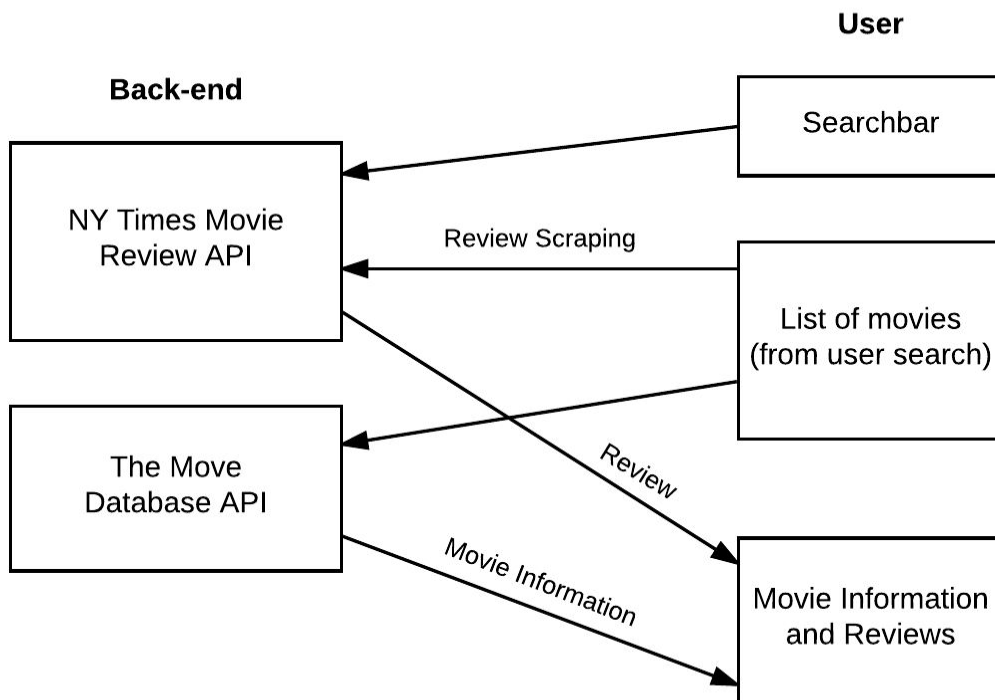 User
Back-end
Searchbar
NY Times Movie
Review API
Review Scraping
List of movies
(from user search)
The Move
Database API
Review
Movie Information
Movie Information
and Reviews